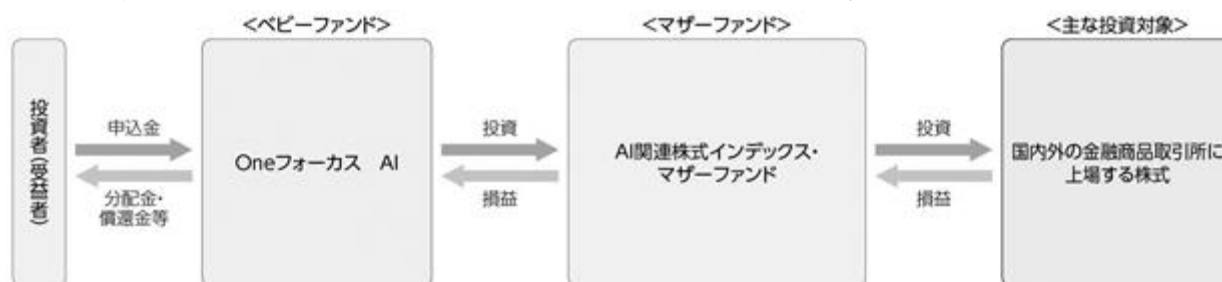 <ベビーファンド>
<マザーファンド>
<主な投資対象>
投資者(受益者)
申込金
分配金・
償還金等
Oneフォーカス AI
投資
損益
AI関連株式インデックス・
マザーファンド
投資
損益
国内外の金融商品取引所に
上場する株式